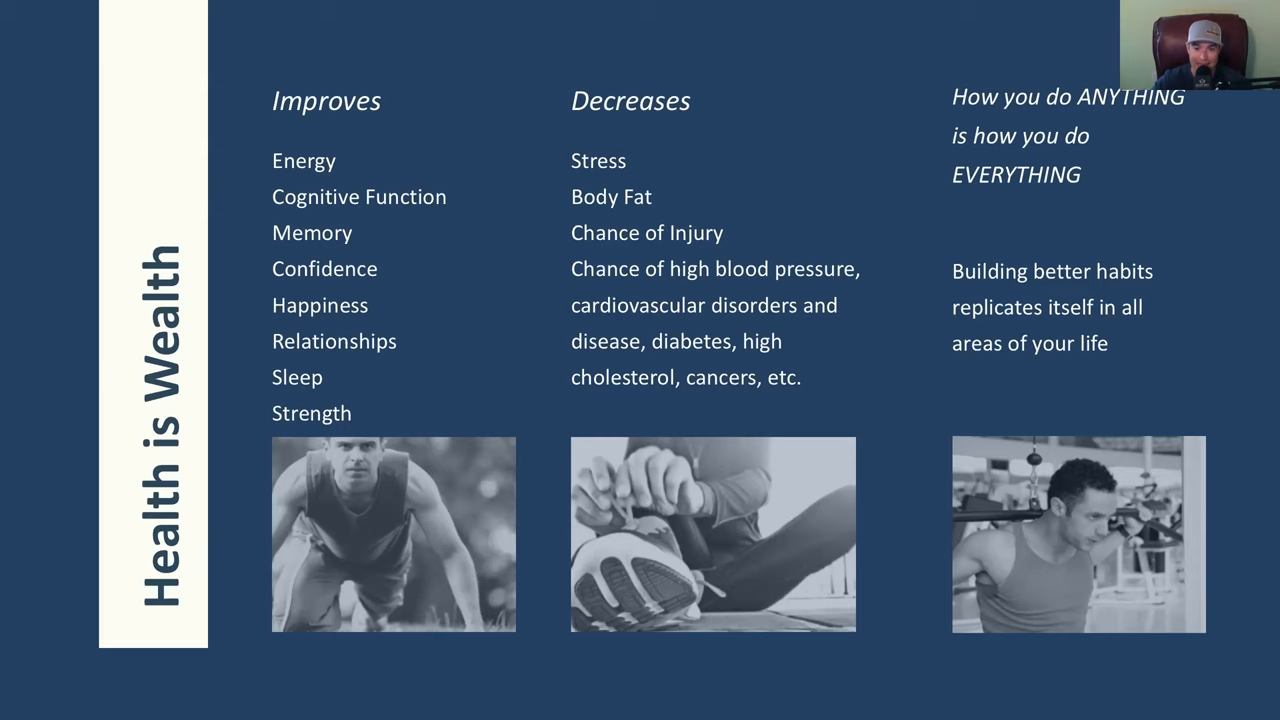 Health is Wealth
Improves
Energy
Cognitive Function
Memory
Confidence
Happiness
Relationships
Sleep
Strength
Decreases
Stress
Body Fat
Chance of Injury
Chance of high blood pressure,
cardiovascular disorders and
disease, diabetes, high
cholesterol, cancers, etc.
How you do ANYTHING
is how you do
EVERYTHING
Building better habits
replicates itself in all
areas of your life